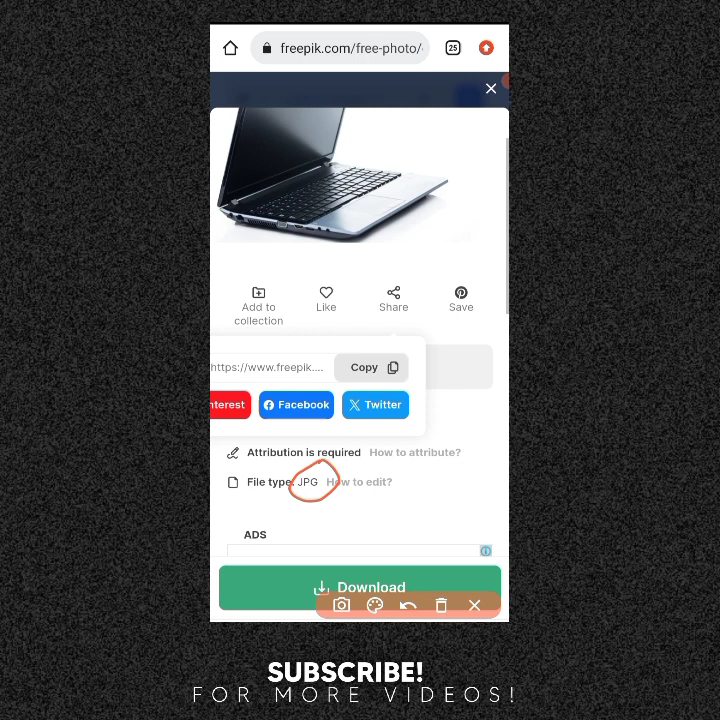 freepik.com/free-photo/
25
Add to
collection
Like
Share
Save
https://www.freepik....
Copy
nterest
Facebook
Twitter
Attribution is required How to attribute?
File type: JPG How to edit?
ADS
Download
SUBSCRIBE!
FOR MORE VIDEOS!